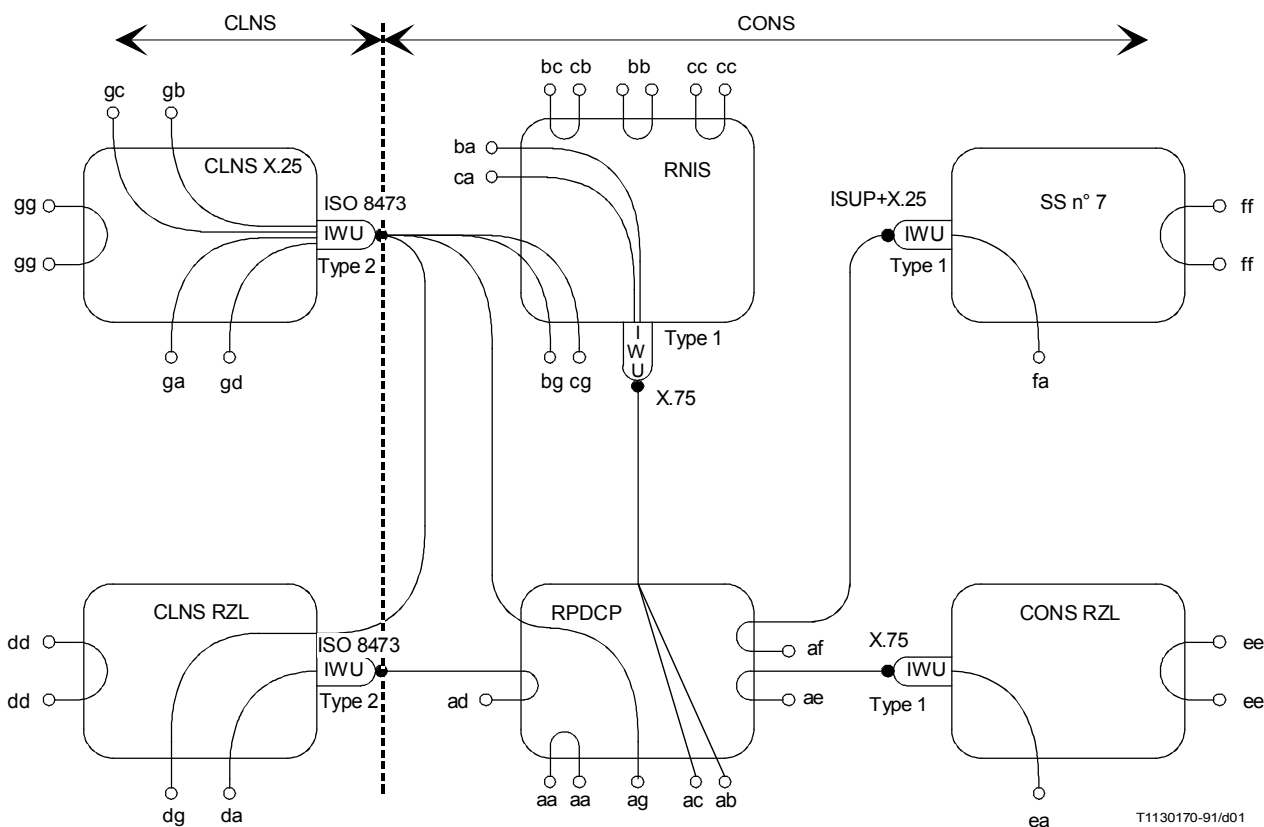 CLNS CONS
bc cb bb cc cc
gc gb
ba
CLNS X.25 RNIS
ca
ISO 8473 ISUP+X.25 SS n° 7
gg ff
IWU IWU
gg Type 2 Type 1 ff
I Type 1
W
U
ga gd bg cg fa
X.75
CLNS RZL RPDCP CONS RZL
dd ISO 8473 af X.75 ee
IWU IWU
dd Type 2 ad ae Type 1 ee
aa aa ag ac ab
dg da ea
T1130170-91/d01